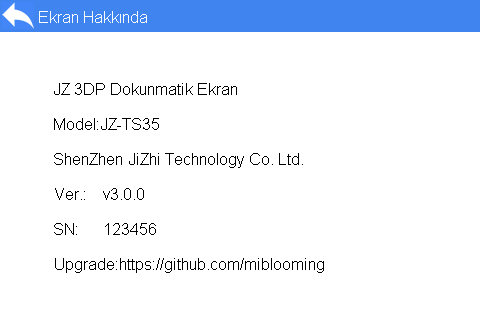 Ekran Hakkında
JZ 3DP Dokunmatik Ekran
Model:JZ-TS35
ShenZhen JiZhi Technology Co. Ltd.
Ver.: v3.0.0
SN: 123456
Upgrade:https://github.com/miblooming